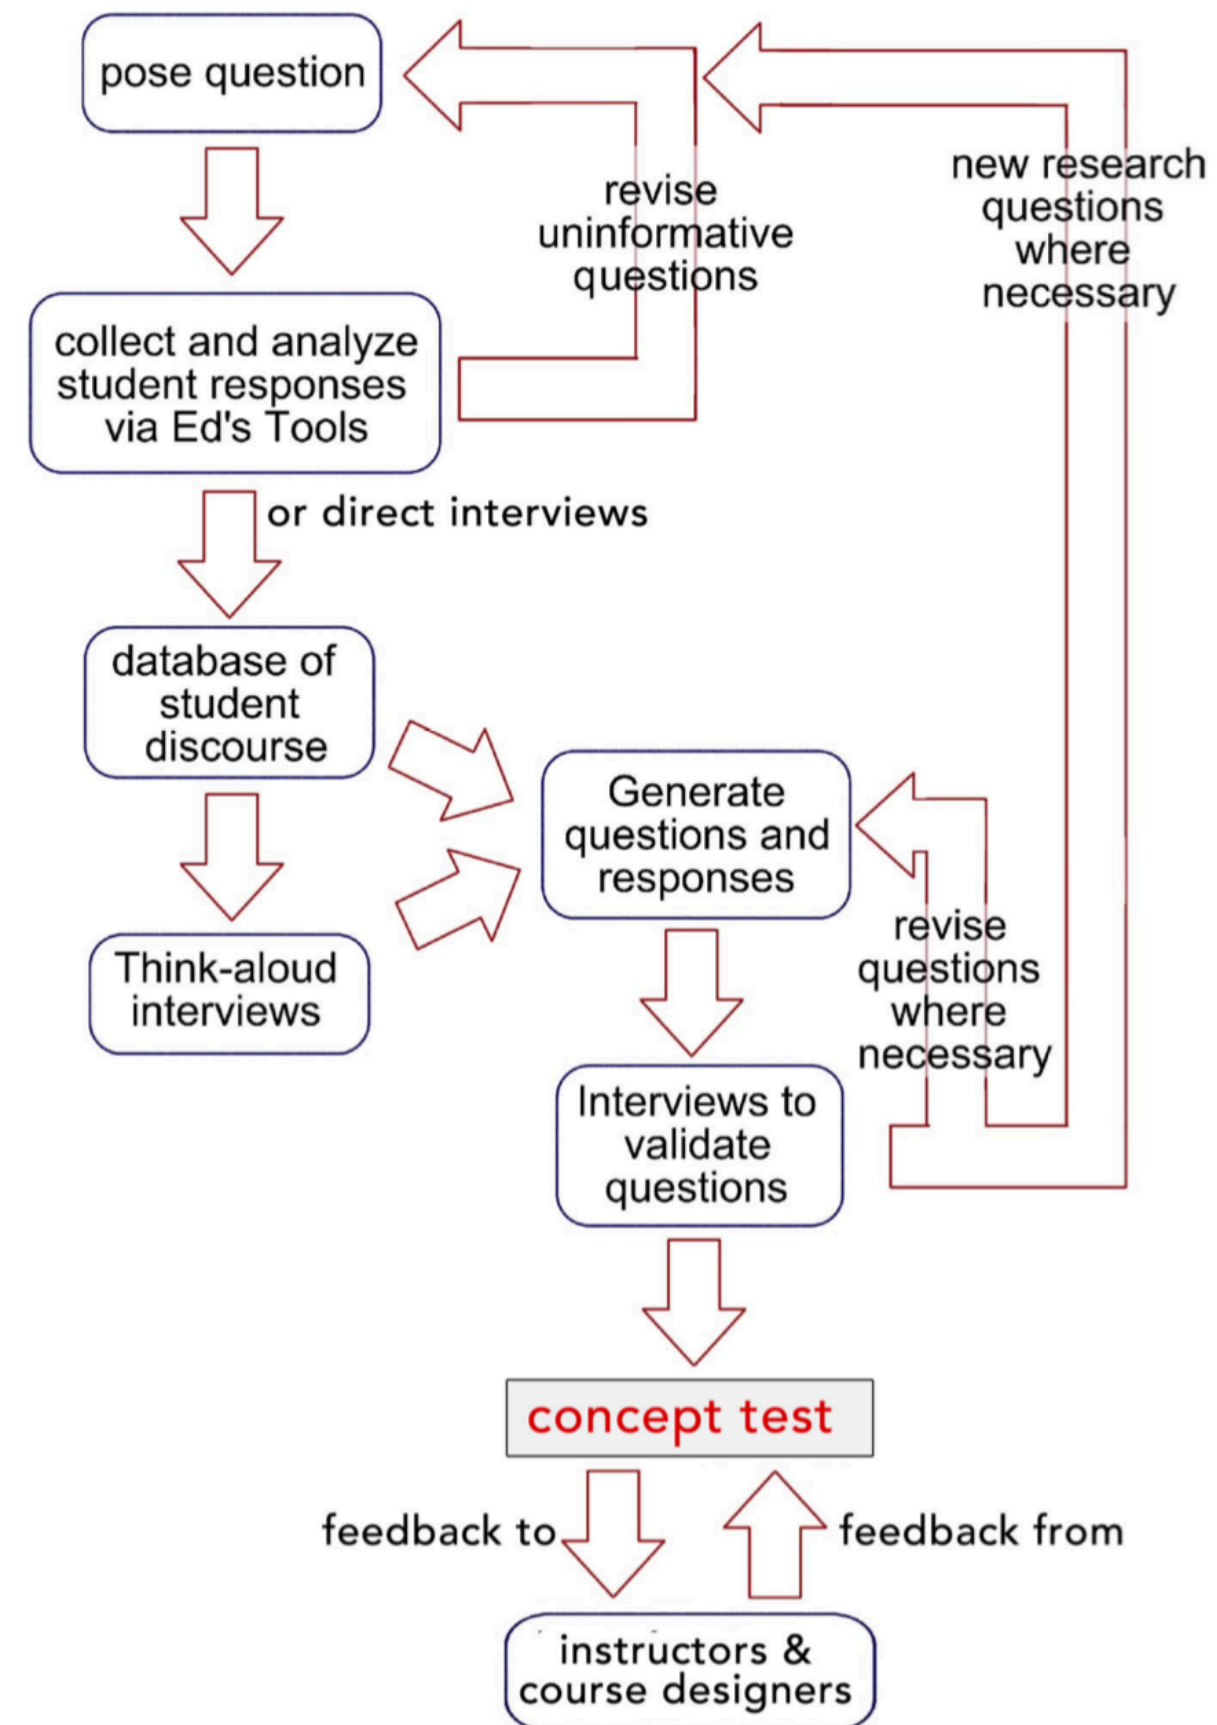 pose question
revise
uninformative
questions
new research
questions
where
necessary
collect and analyze
student responses
via Ed's Tools
or direct interviews
database of
student
discourse
Generate
questions and
responses
Think-aloud
interviews
revise
questions
where
necessary
Interviews to
validate
questions
concept test
feedback to
feedback from
instructors &
course designers